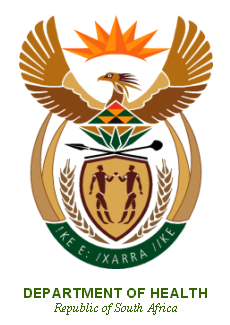 !KE E: /XARRA //KE
DEPARTMENT OF HEALTH
Republic of South Africa